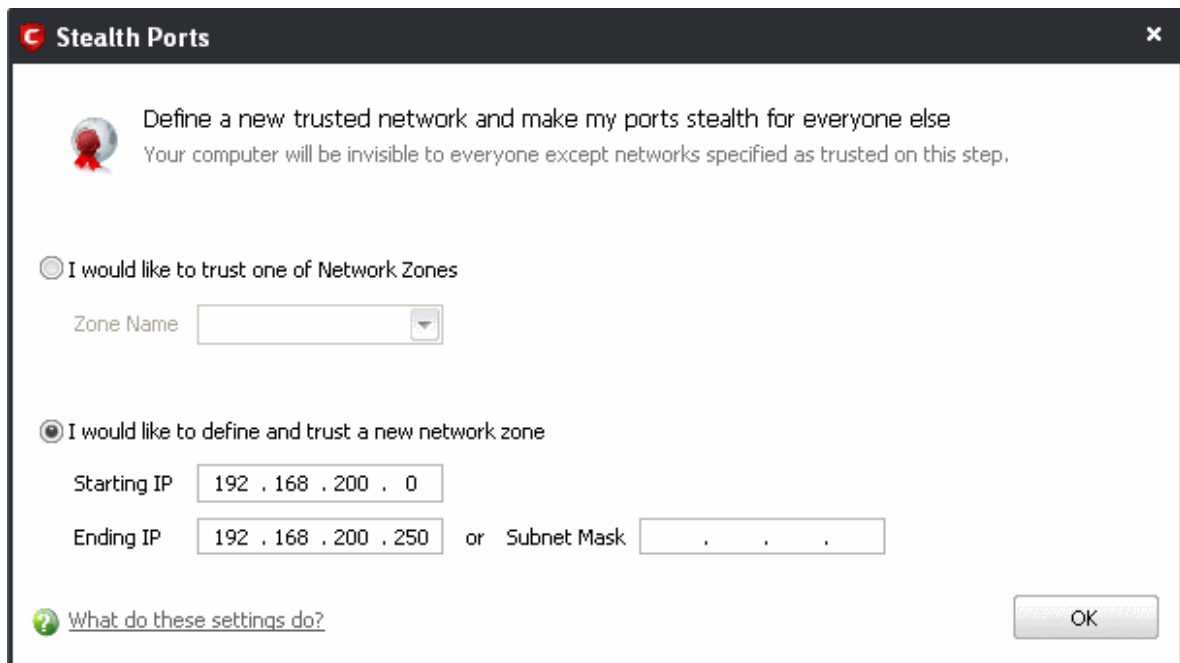 Stealth Ports
Define a new trusted network and make my ports stealth for everyone else
Your computer will be invisible to everyone except networks specified as trusted on this step.
I would like to trust one of Network Zones
Zone Name
I would like to define and trust a new network zone
Starting IP 192 . 168 . 200 . 0
Ending IP 192 . 168 . 200 . 250 or Subnet Mask . . .
What do these settings do? OK